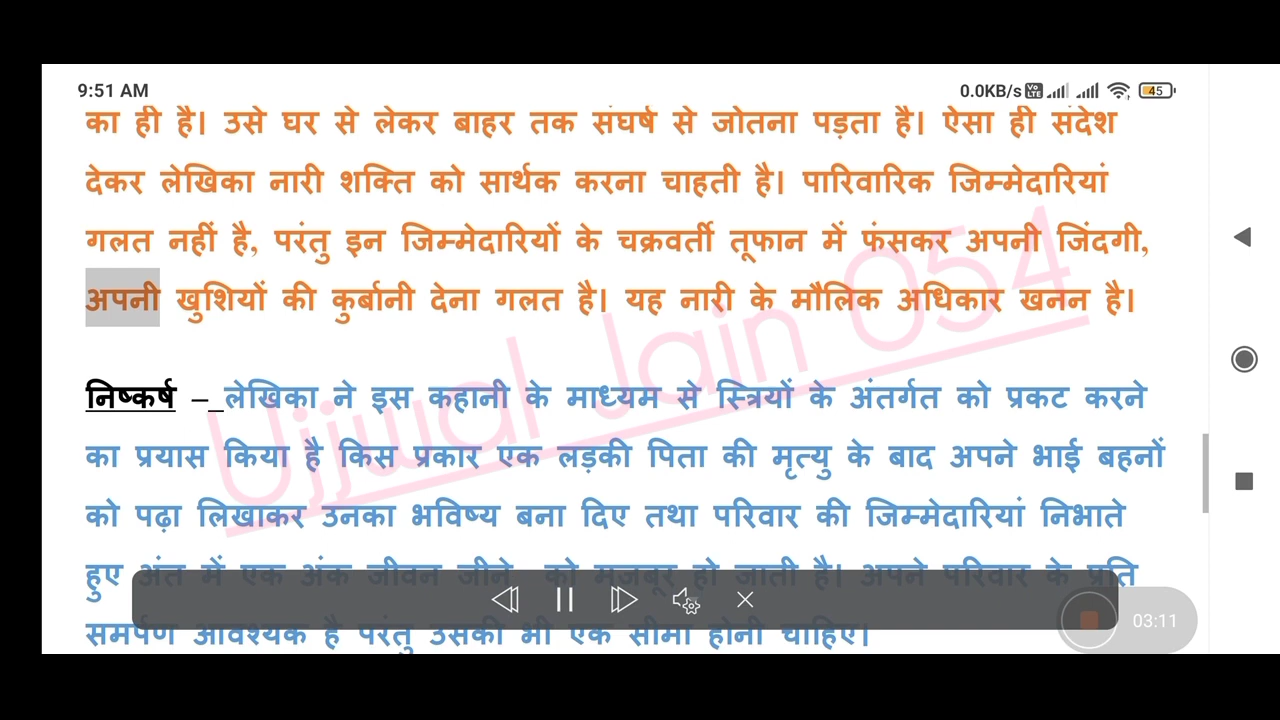 9:51 AM
0.0KB/s Vo LTE 45
का ही है। उसे घर से लेकर बाहर तक संघर्ष से जोतना पड़ता है। ऐसा ही संदेश
देकर लेखिका नारी शक्ति को सार्थक करना चाहती है। पारिवारिक जिम्मेदारियां
गलत नहीं है, परंतु इन जिम्मेदारियों के चक्रवर्ती तूफान में फंसकर अपनी जिंदगी,
अपनी खुशियों की कुर्बानी देना गलत है। यह नारी के मौलिक अधिकार खनन है।
Ujjwal Jain 054
निष्कर्ष – लेखिका ने इस कहानी के माध्यम से स्त्रियों के अंतर्गत को प्रकट करने
का प्रयास किया है किस प्रकार एक लड़की पिता की मृत्यु के बाद अपने भाई बहनों
को पढ़ा लिखाकर उनका भविष्य बना दिए तथा परिवार की जिम्मेदारियां निभाते
हुए अंत में एक अंक जीवन जीने को मजबूर हो जाती है। अपने परिवार के प्रति
समर्पण आवश्यक है परंतु उसकी भी एक सीमा होनी चाहिए।
03:11